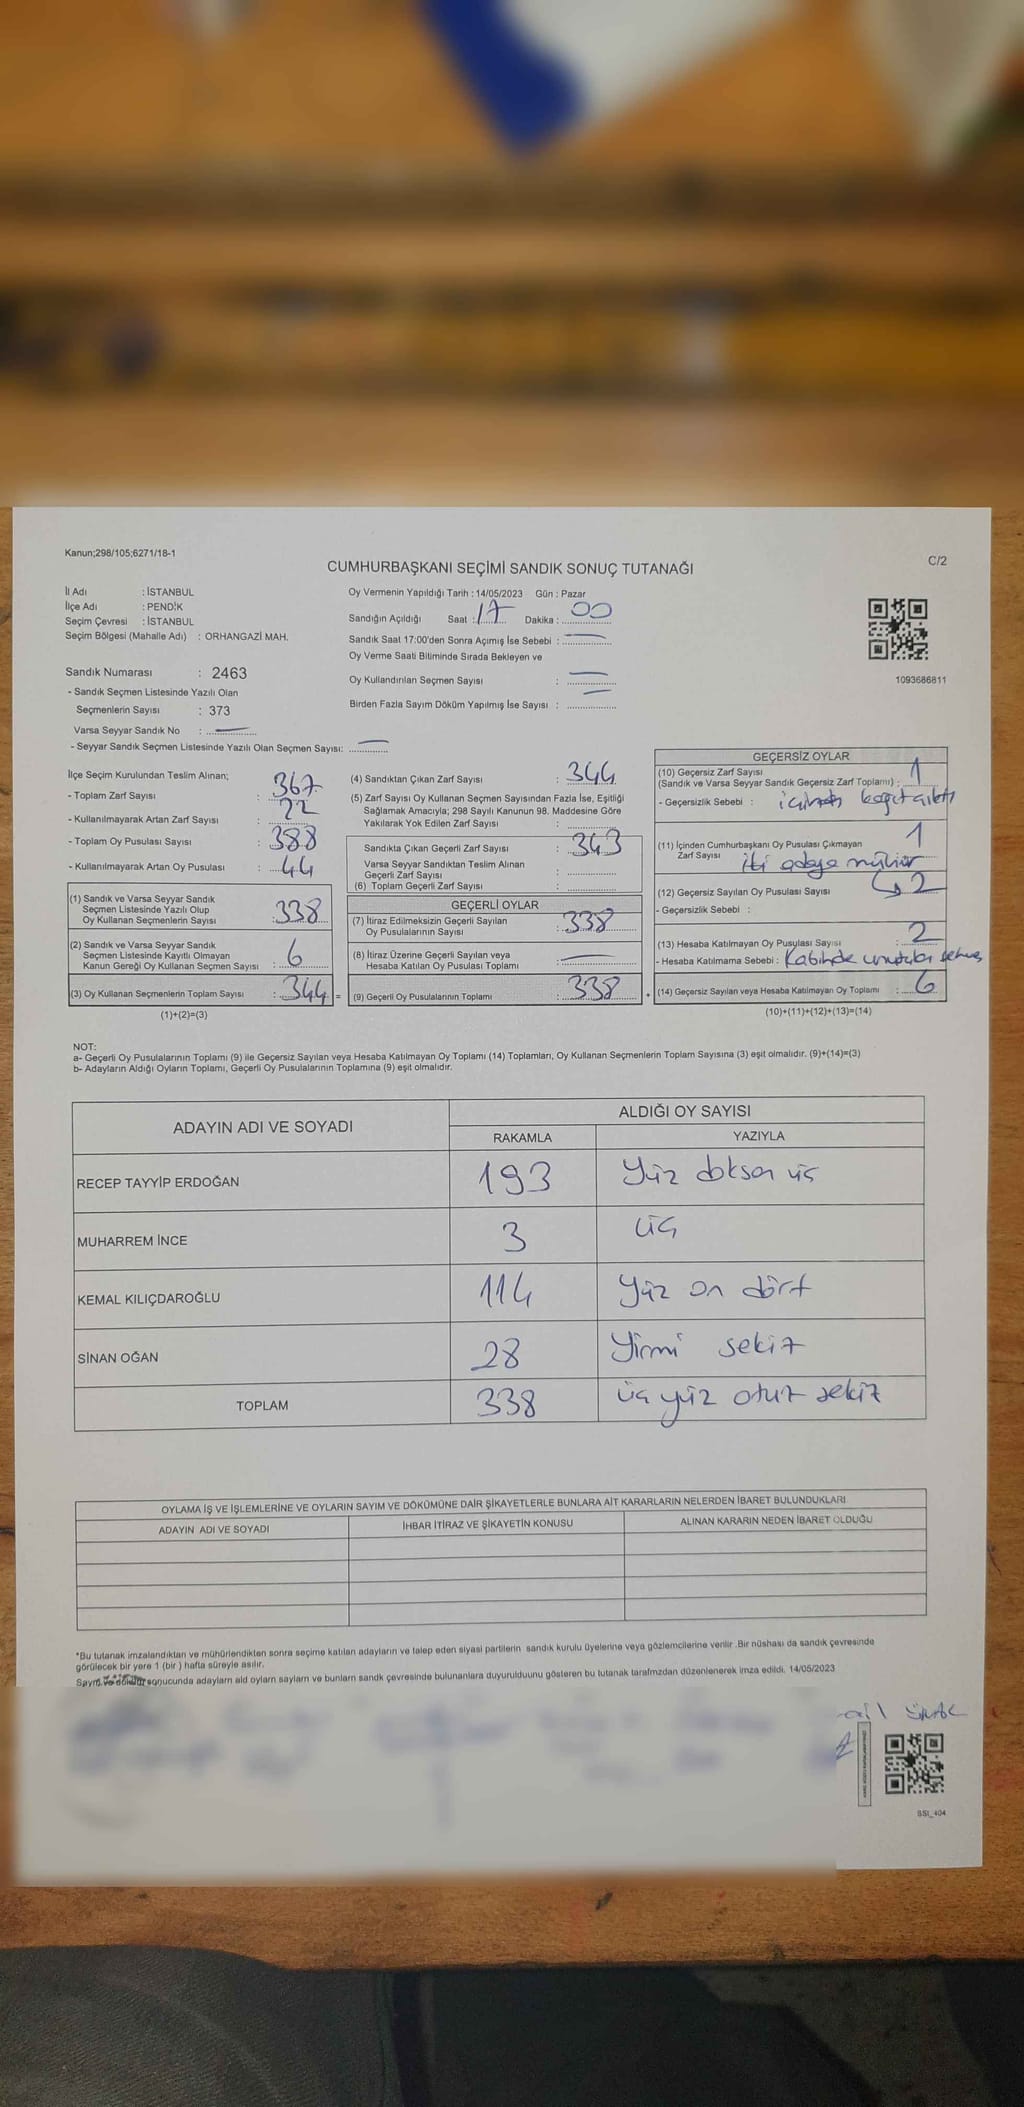 Kanun;298/105;6271/18-1
C/2
CUMHURBAŞKANI SEÇİMİ SANDIK SONUÇ TUTANAĞI
İl Adı : İSTANBUL
İlçe Adı : PENDİK
Seçim Çevresi : İSTANBUL
Seçim Bölgesi (Mahalle Adı) : ORHANGAZİ MAH.
Sandık Numarası : 2463
- Sandık Seçmen Listesinde Yazılı Olan
Seçmenlerin Sayısı : 373
Varsa Seyyar Sandık No :
- Seyyar Sandık Seçmen Listesinde Yazılı Olan Seçmen Sayısı:
Oy Vermenin Yapıldığı Tarih : 14/05/2023 Gün : Pazar
Sandığın Açıldığı Saat : 17 Dakika : 00
Sandık Saat 17:00'den Sonra Açılmış İse Sebebi :
Oy Verme Saati Bitiminde Sırada Bekleyen ve
Oy Kullandırılan Seçmen Sayısı :
Birden Fazla Sayım Döküm Yapılmış İse Sayısı :
1093686811
İlçe Seçim Kurulundan Teslim Alınan;
- Toplam Zarf Sayısı : 367
- Kullanılmayarak Artan Zarf Sayısı : 22
- Toplam Oy Pusulası Sayısı : 388
- Kullanılmayarak Artan Oy Pusulası : 44
(1) Sandık ve Varsa Seyyar Sandık
Seçmen Listesinde Yazılı Olup
Oy Kullanan Seçmenlerin Sayısı : 338
(2) Sandık ve Varsa Seyyar Sandık
Seçmen Listesinde Kayıtlı Olmayan
Kanun Gereği Oy Kullanan Seçmen Sayısı : 6
(3) Oy Kullanan Seçmenlerin Toplam Sayısı : 344 =
(1)+(2)=(3)
(4) Sandıktan Çıkan Zarf Sayısı : 344
(5) Zarf Sayısı Oy Kullanan Seçmen Sayısından Fazla İse, Eşitliği
Sağlamak Amacıyla; 298 Sayılı Kanunun 98. Maddesine Göre
Yakılarak Yok Edilen Zarf Sayısı :
Sandıkta Çıkan Geçerli Zarf Sayısı : 343
Varsa Seyyar Sandıktan Teslim Alınan
Geçerli Zarf Sayısı :
(6) Toplam Geçerli Zarf Sayısı :
GEÇERLİ OYLAR
(7) İtiraz Edilmeksizin Geçerli Sayılan
Oy Pusulalarının Sayısı : 338
(8) İtiraz Üzerine Geçerli Sayılan veya
Hesaba Katılan Oy Pusulası Toplamı :
(9) Geçerli Oy Pusulalarının Toplamı : 338 +
GEÇERSİZ OYLAR
(10) Geçersiz Zarf Sayısı
(Sandık ve Varsa Seyyar Sandık Geçersiz Zarf Toplamı) : 1
- Geçersizlik Sebebi :
(11) İçinden Cumhurbaşkanı Oy Pusulası Çıkmayan
Zarf Sayısı 1
iki adaya mühür
(12) Geçersiz Sayılan Oy Pusulası Sayısı 2
- Geçersizlik Sebebi :
(13) Hesaba Katılmayan Oy Pusulası Sayısı : 2
- Hesaba Katılmama Sebebi : Kabinde
(14) Geçersiz Sayılan veya Hesaba Katılmayan Oy Toplamı : 6
(10)+(11)+(12)+(13)=(14)
NOT:
a- Geçerli Oy Pusulalarının Toplamı (9) ile Geçersiz Sayılan veya Hesaba Katılmayan Oy Toplamı (14) Toplamları, Oy Kullanan Seçmenlerin Toplam Sayısına (3) eşit olmalıdır. (9)+(14)=(3)
b- Adayların Aldığı Oyların Toplamı, Geçerli Oy Pusulalarının Toplamına (9) eşit olmalıdır.
ADAYIN ADI VE SOYADI
ALDIĞI OY SAYISI
RAKAMLA YAZIYLA
RECEP TAYYİP ERDOĞAN 193 Yüz doksan üç
MUHARREM İNCE 3 üç
KEMAL KILIÇDAROĞLU 114 Yüz on dört
SİNAN OĞAN 28 Yirmi sekiz
TOPLAM 338 üç yüz otuz sekiz
OYLAMA İŞ VE İŞLEMLERİNE VE OYLARIN SAYIM VE DÖKÜMÜNE DAİR ŞİKAYETLERLE BUNLARA AİT KARARLARIN NELERDEN İBARET BULUNDUKLARI
ADAYIN ADI VE SOYADI İHBAR İTİRAZ VE ŞİKAYETİN KONUSU ALINAN KARARIN NEDEN İBARET OLDUĞU
*Bu tutanak imzalandıktan ve mühürlendikten sonra seçime katılan adayların ve talep eden siyasi partilerin sandık kurulu üyelerine veya gözlemcilerine verilir .Bir nüshası da sandık çevresinde
görülecek bir yere 1 (bir ) hafta süreyle asılır.
Sayım ve döküm sonucunda adayların ald oyların sayları ve bunların sandk çevresinde bulunanlara duyurulduunu gösteren bu tutanak tarafmzdan düzenlenerek imza edildi. 14/05/2023
BSI_404